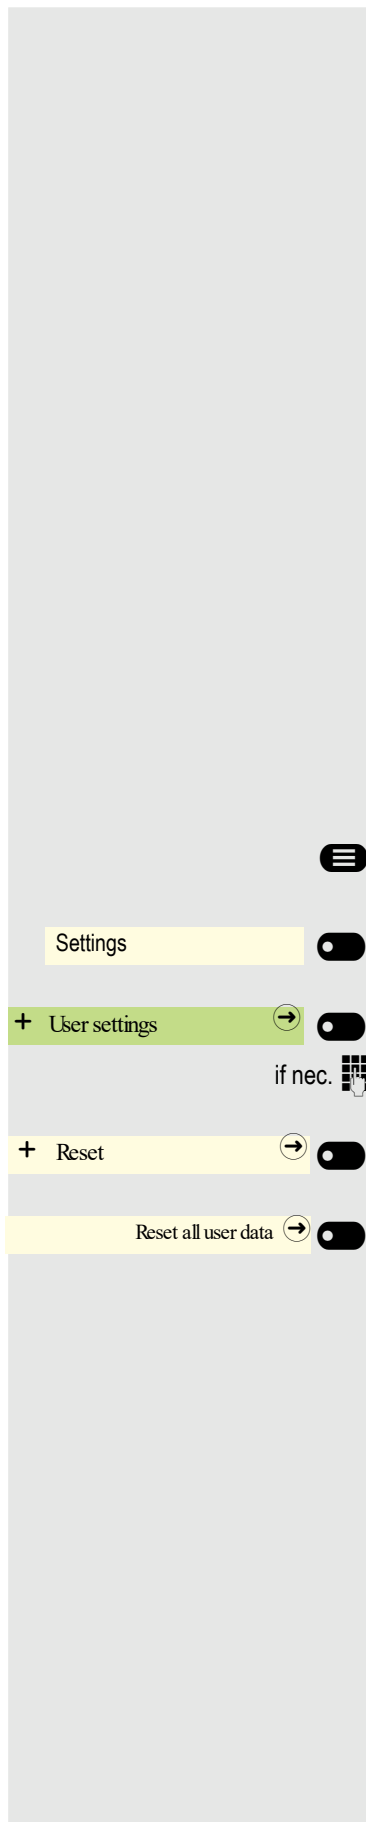 Settings
+ User settings
if nec.
+ Reset
Reset all user data